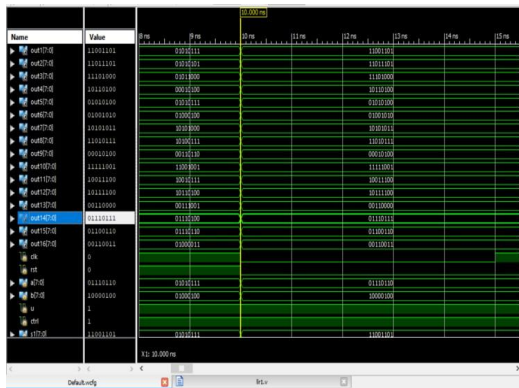 10.000 ns
Name Value 8 ns 9 ns 10 ns 11 ns 12 ns 13 ns 14 ns 15 ns
out1[7:0] 11001101 01010111 11001101
out2[7:0] 11011101 01010101 11011101
out3[7:0] 11101000 01011000 11101000
out4[7:0] 10110100 00010100 10110100
out5[7:0] 01010100 01010111 01010100
out6[7:0] 01001010 01000100 01001010
out7[7:0] 10101011 10101000 10101011
out8[7:0] 11010111 10110100 11010111
out9[7:0] 00010100 00110110 00010100
out10[7:0] 11111001 11001001 11111001
out11[7:0] 10011100 10010111 10011100
out12[7:0] 10111100 10110100 10111100
out13[7:0] 00110000 00111001 00110000
out14[7:0] 01110111 01110100 01110111
out15[7:0] 01100110 01110110 01100110
out16[7:0] 00110011 01000011 00110011
clk 0
rst 0
a[7:0] 01110110 01010111 01110110
b[7:0] 10000100 01000100 10000100
u 1
ctrl 1
s1[7:0] 11001101 01010111 11001101
X1: 10.000 ns
Default.wcfg